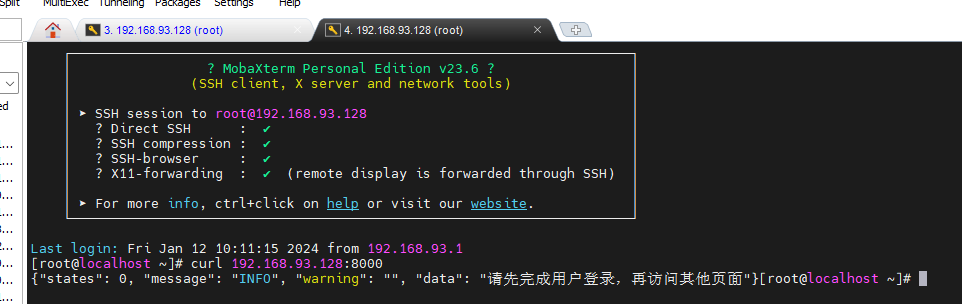 Split MultiExec Tunneling Packages Settings Help
3. 192.168.93.128 (root)
4. 192.168.93.128 (root)
? MobaXterm Personal Edition v23.6 ?
(SSH client, X server and network tools)
➤ SSH session to root@192.168.93.128
? Direct SSH : ✔
? SSH compression : ✔
? SSH-browser : ✔
? X11-forwarding : ✔ (remote display is forwarded through SSH)
➤ For more info, ctrl+click on help or visit our website.
Last login: Fri Jan 12 10:11:15 2024 from 192.168.93.1
[root@localhost ~]# curl 192.168.93.128:8000
{"states": 0, "message": "INFO", "warning": "", "data": "请先完成用户登录，再访问其他页面"}[root@localhost ~]#